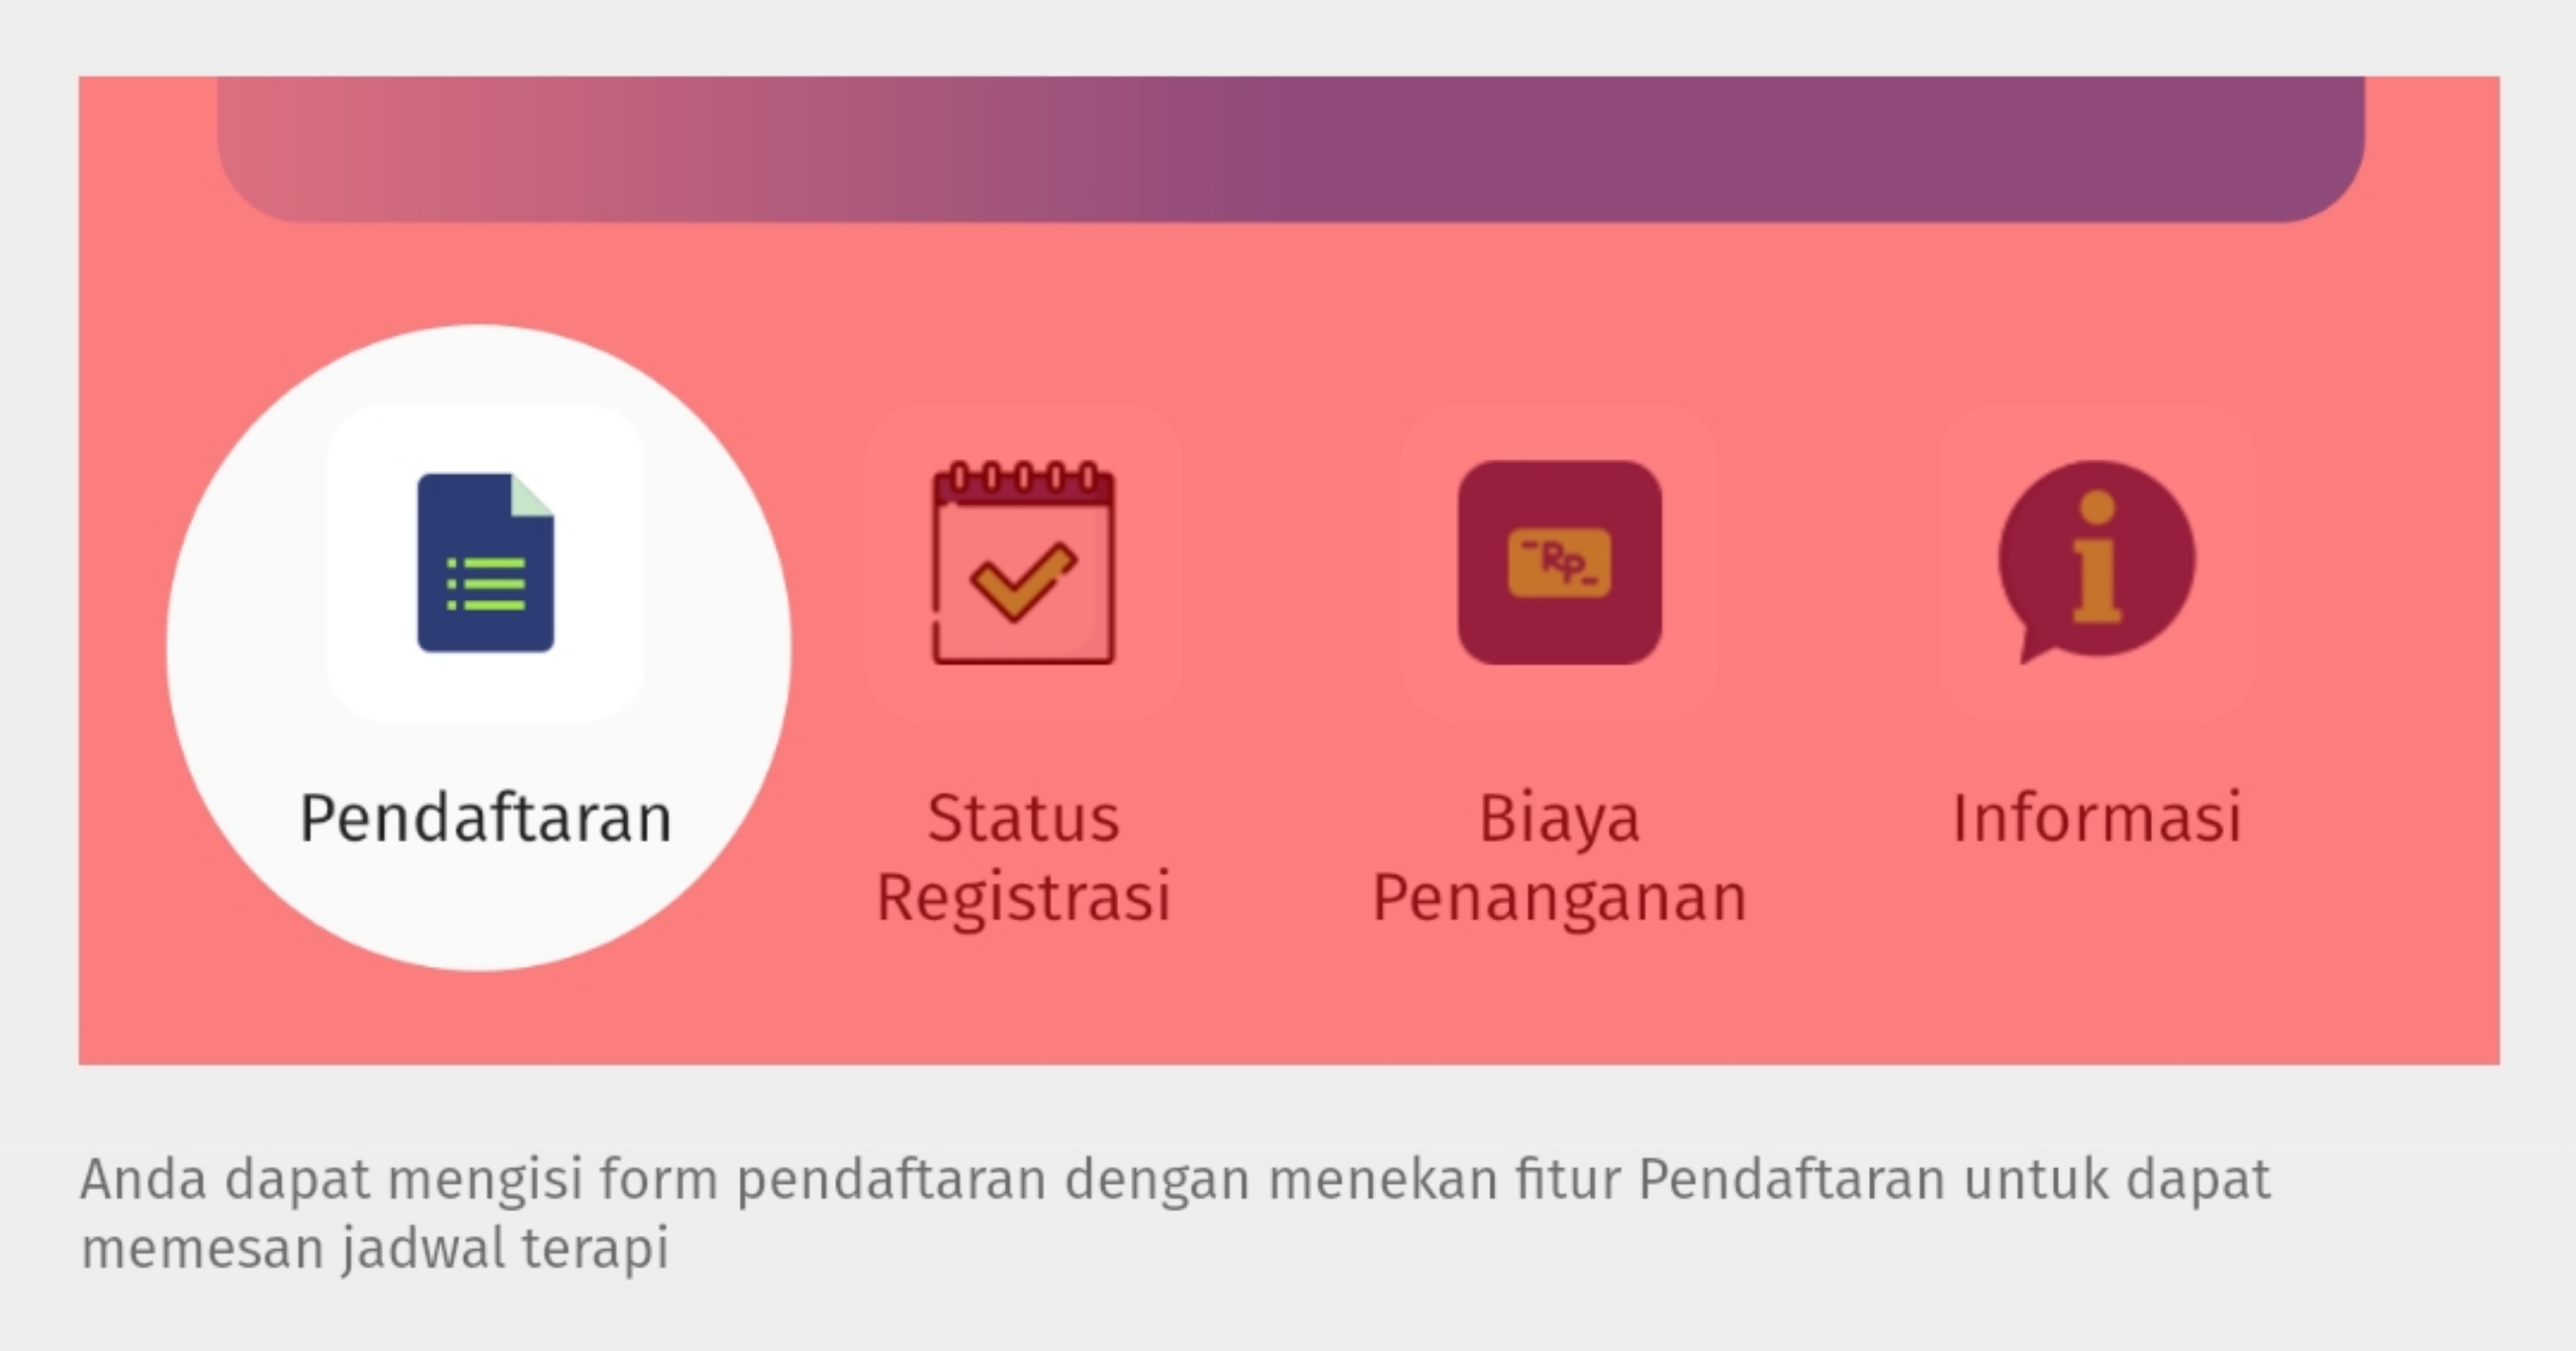 Pendaftaran
Status
Registrasi
-Rp-
Biaya
Penanganan
i
Informasi
Anda dapat mengisi form pendaftaran dengan menekan fitur Pendaftaran untuk dapat
memesan jadwal terapi